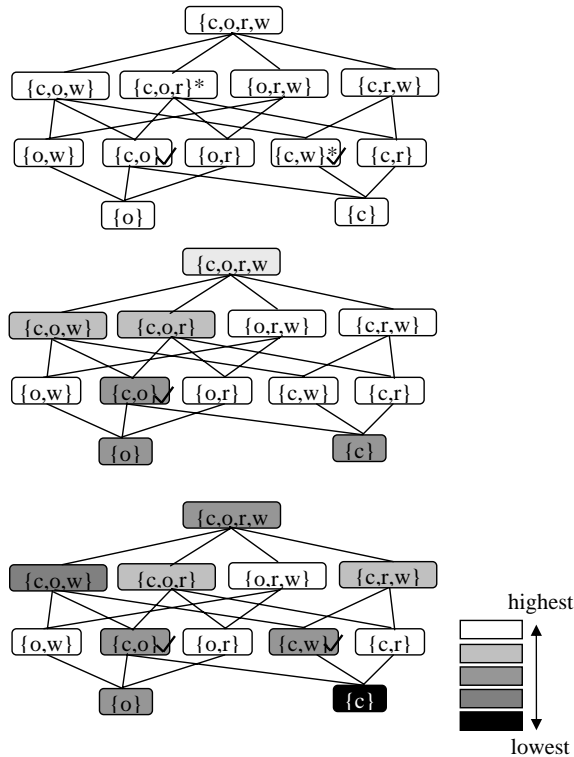 {c,o,r,w
{c,o,w} {c,o,r}* {o,r,w} {c,r,w}
{o,w} {c,o}✓ {o,r} {c,w}*✓ {c,r}
{o} {c}
{c,o,r,w
{c,o,w} {c,o,r} {o,r,w} {c,r,w}
{o,w} {c,o}✓ {o,r} {c,w} {c,r}
{o} {c}
{c,o,r,w
{c,o,w} {c,o,r} {o,r,w} {c,r,w}
{o,w} {c,o}✓ {o,r} {c,w}✓ {c,r}
{o} {c}
highest
lowest